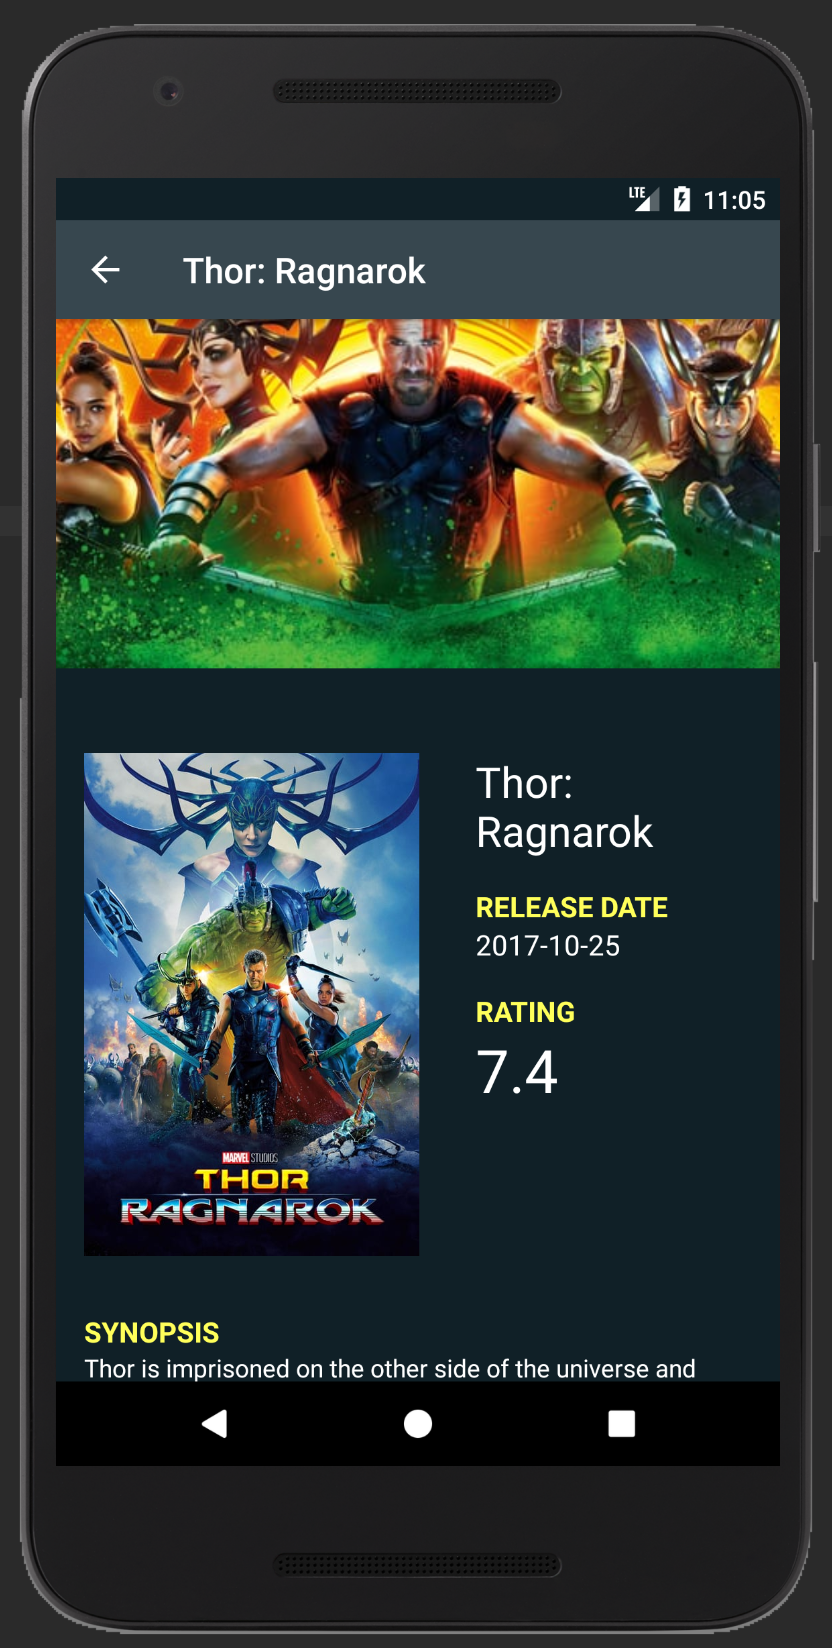 LTE 11:05
Thor: Ragnarok
Thor:
Ragnarok
RELEASE DATE
2017-10-25
RATING
7.4
MARVEL STUDIOS
THOR
RAGNAROK
SYNOPSIS
Thor is imprisoned on the other side of the universe and